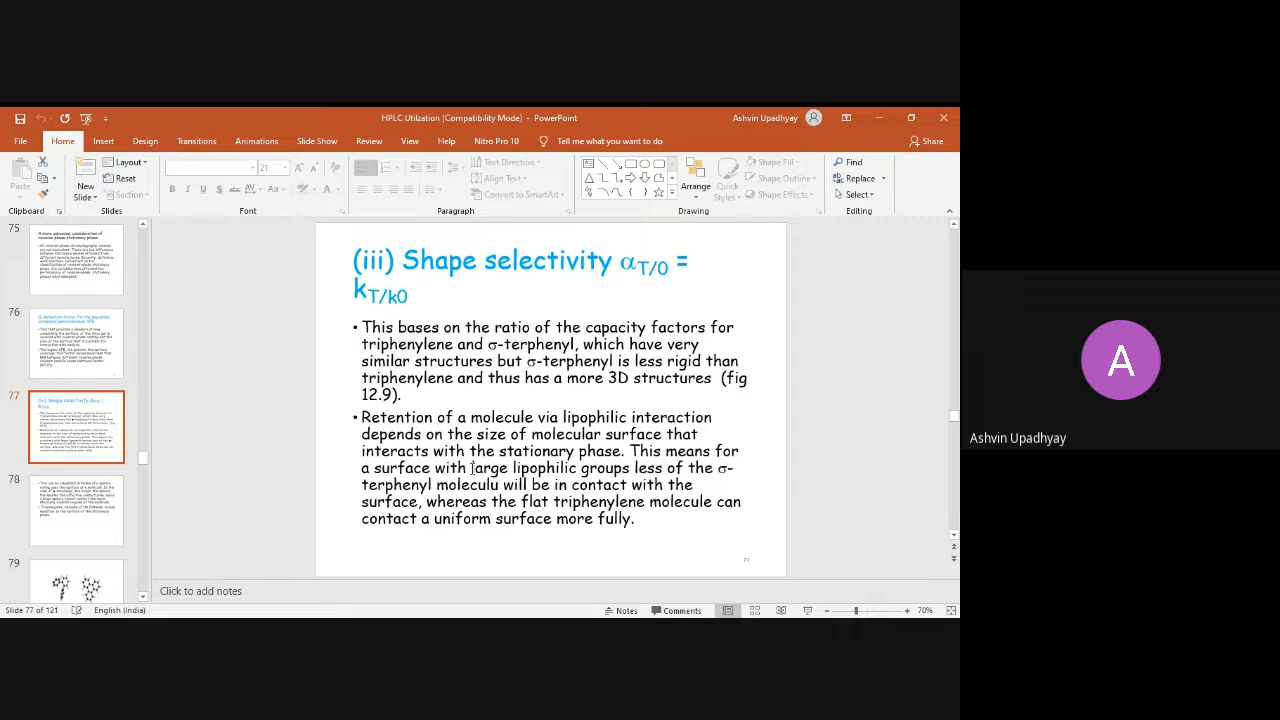 HPLC Utilzation [Compatibility Mode] - PowerPoint
Ashvin Upadhyay
File Home Insert Design Transitions Animations Slide Show Review View Help Nitro Pro 10 Tell me what you want to do Share
Paste
New Slide
Layout
Reset
Section
21
Text Direction
Align Text
Convert to SmartArt
Arrange
Quick Styles
Shape Fill
Shape Outline
Shape Effects
Find
Replace
Select
Clipboard Slides Font Paragraph Drawing Editing
75
76
77
78
79
(iii) Shape selectivity αT/0 =
kT/k0
• This bases on the ratio of the capacity factors for
triphenylene and σ-terphenyl, which have very
similar structures but σ-terphenyl is less rigid than
triphenylene and thus has a more 3D structures (fig
12.9).
• Retention of a molecule via lipophilic interaction
depends on the size of molecular surface that
interacts with the stationary phase. This means for
a surface with large lipophilic groups less of the σ-
terphenyl moleculu will be in contact with the
surface, whereas the flat triphenylene molecule can
contact a uniform surface more fully.
77
Click to add notes
Slide 77 of 121 English (India) Notes Comments 70%
A
Ashvin Upadhyay